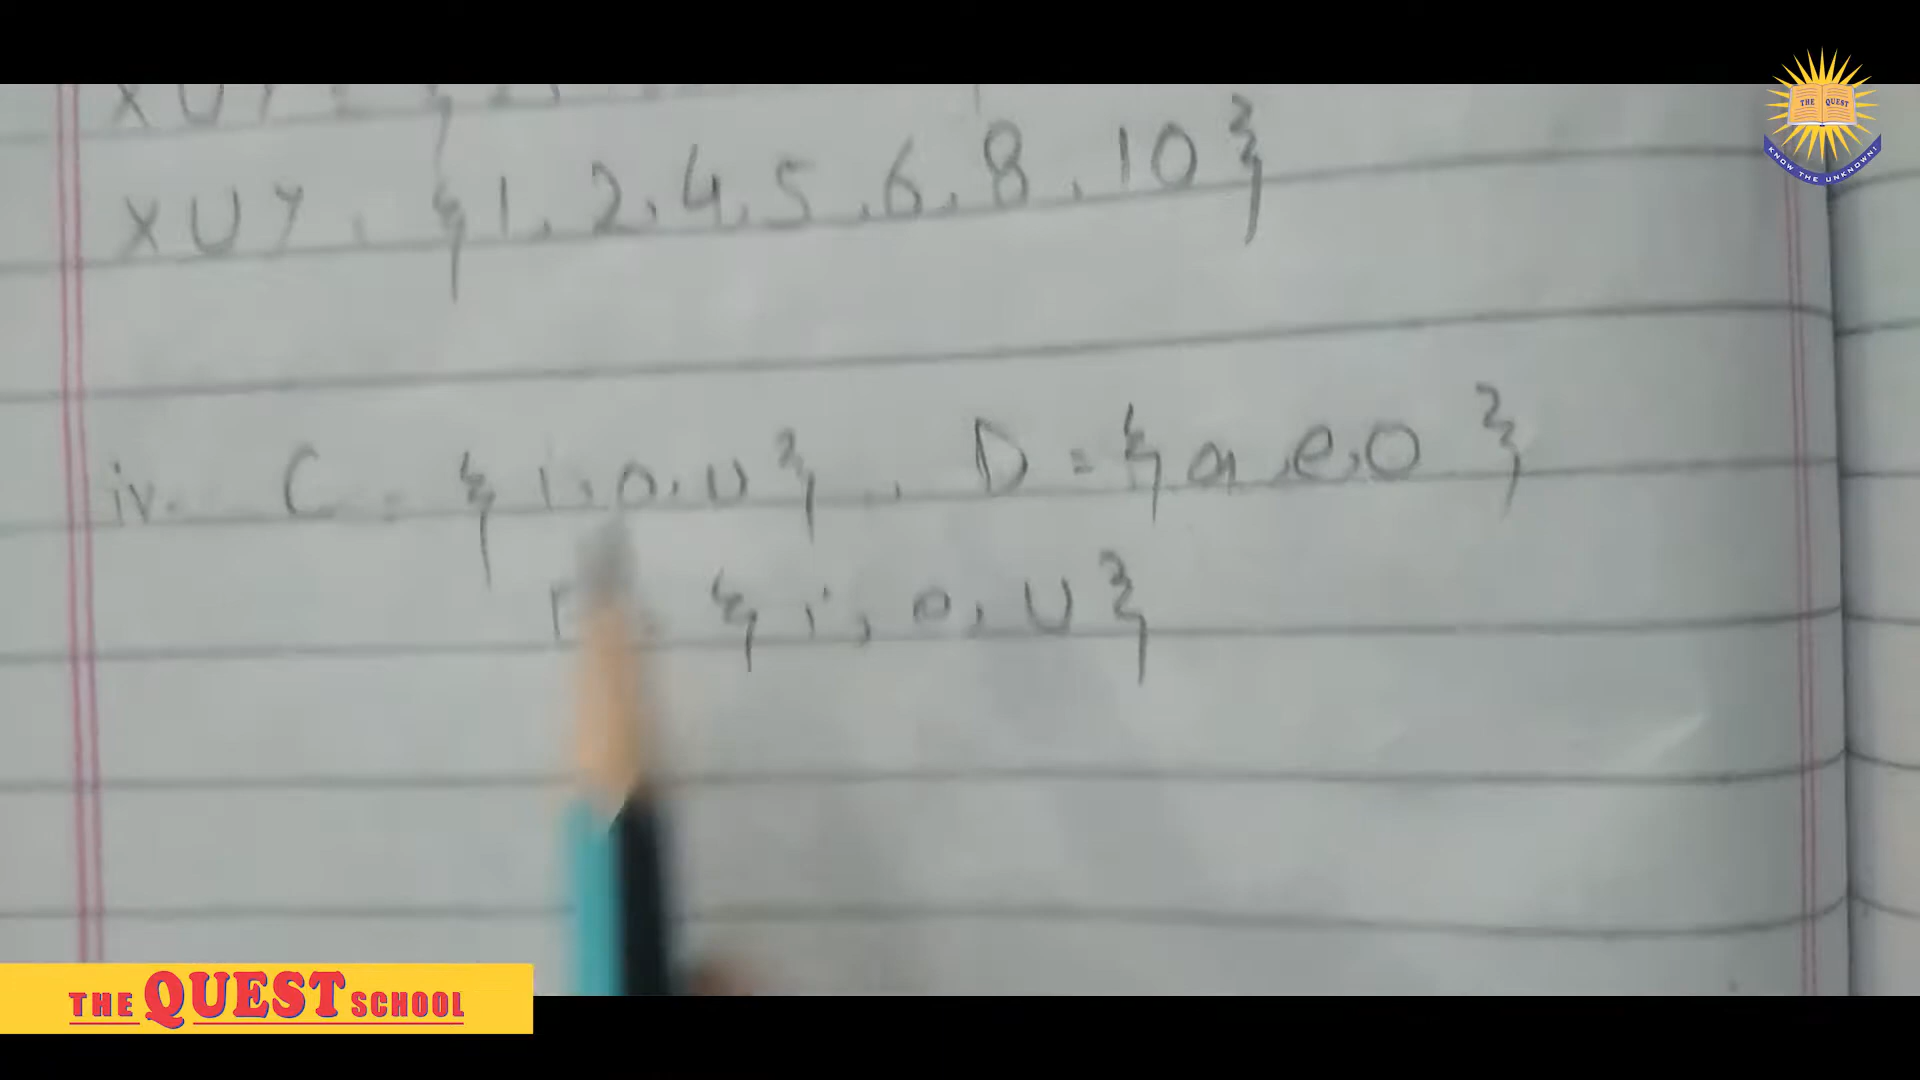 X U Y = {1, 2, 4, 5, 6, 8, 10}
iv. C = {i, o, u}, D = {a, e, o}
= {i, o, u}
THE QUEST
KNOW THE UNKNOWN!
THE QUEST SCHOOL